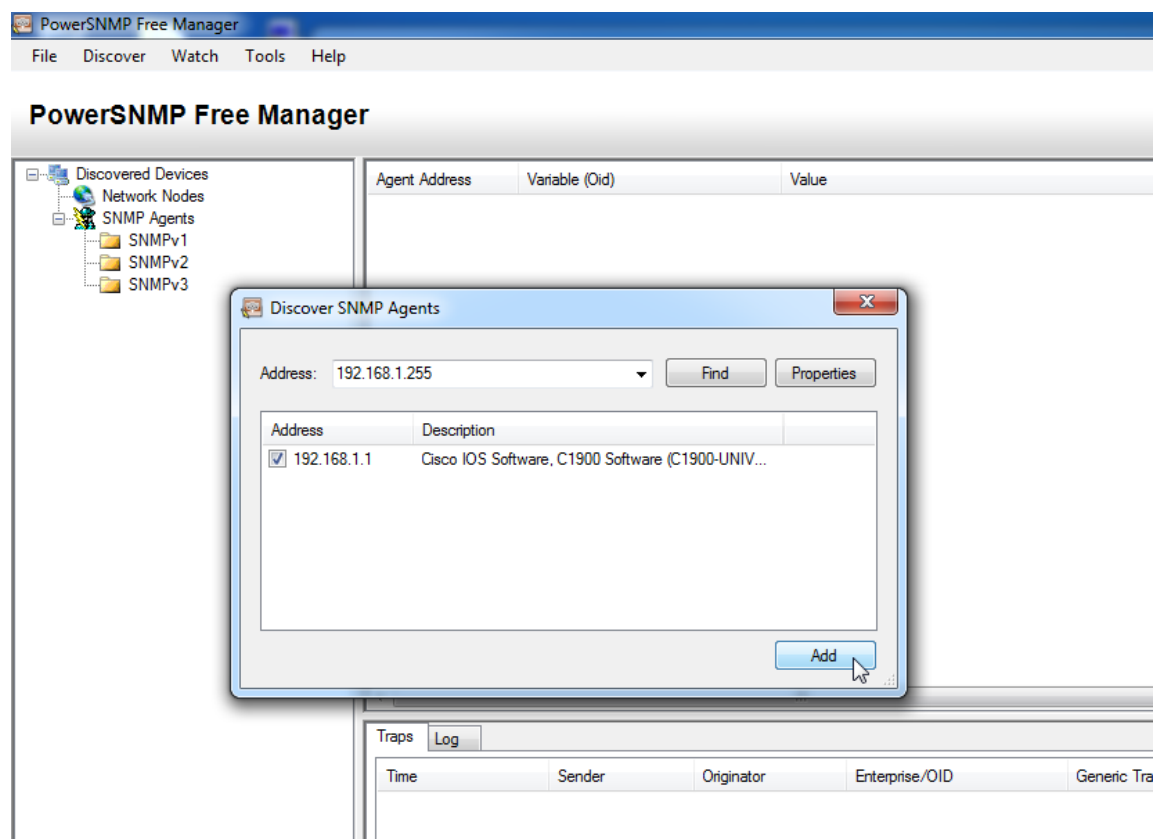 PowerSNMP Free Manager
File Discover Watch Tools Help
PowerSNMP Free Manager
Discovered Devices
Network Nodes
SNMP Agents
SNMPv1
SNMPv2
SNMPv3
Agent Address Variable (Oid) Value
Discover SNMP Agents
Address: 192.168.1.255 Find Properties
Address Description
192.168.1.1 Cisco IOS Software, C1900 Software (C1900-UNIV...
Add
Traps Log
Time Sender Originator Enterprise/OID Generic Tra